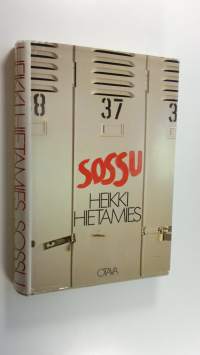 HEIKKI HIETAMIES SOSSU
8 37 3
SOSSU
HEIKKI
HIETAMIES
OTAVA